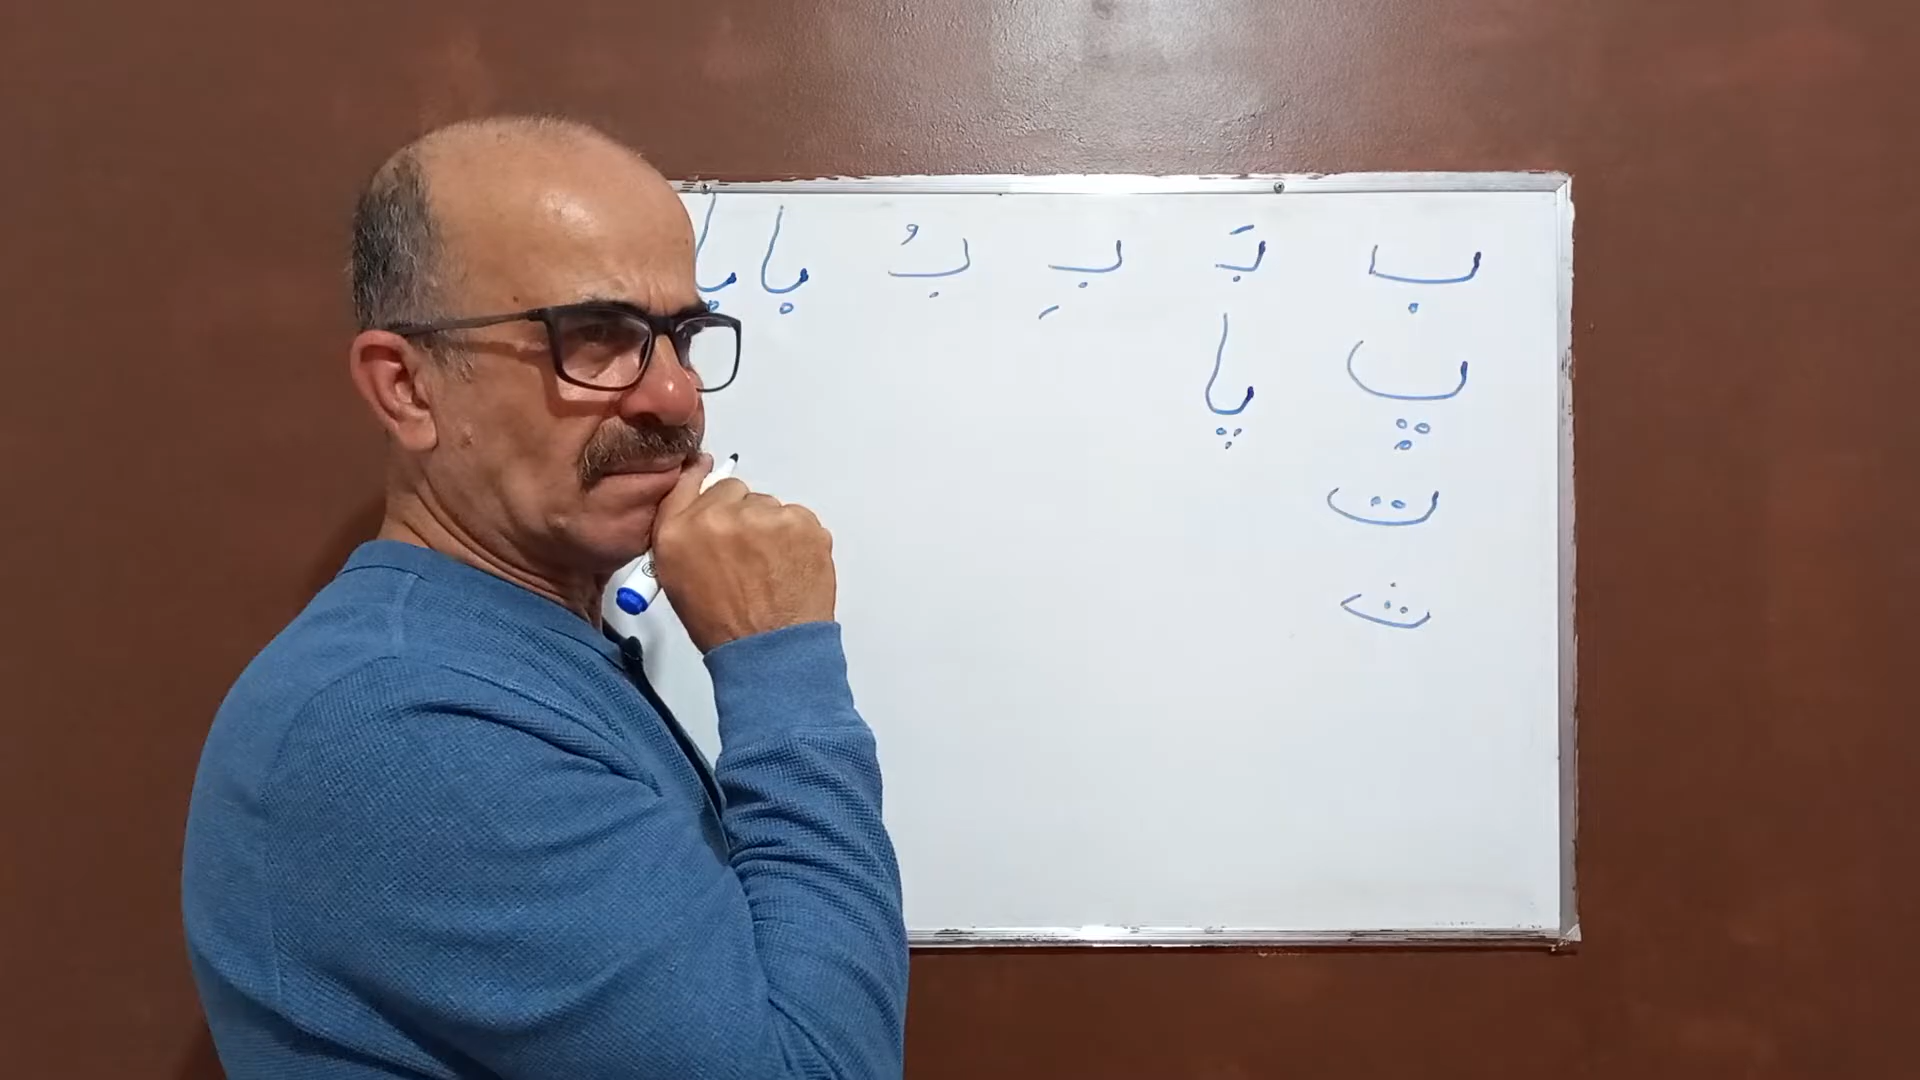 ب بَ بِ بُ با با
پ پا
ت
ث